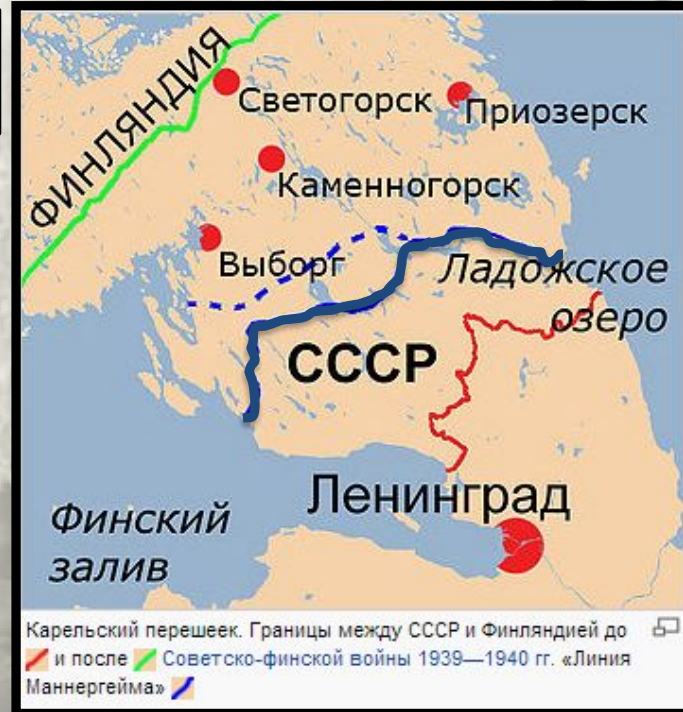 ФИНЛЯНДИЯ
Светогорск
Приозерск
Каменногорск
Выборг
Ладожское
озеро
СССР
Ленинград
Финский
залив
Карельский перешеек. Границы между СССР и Финляндией до
и после Советско-финской войны 1939—1940 гг. «Линия
Маннергейма»